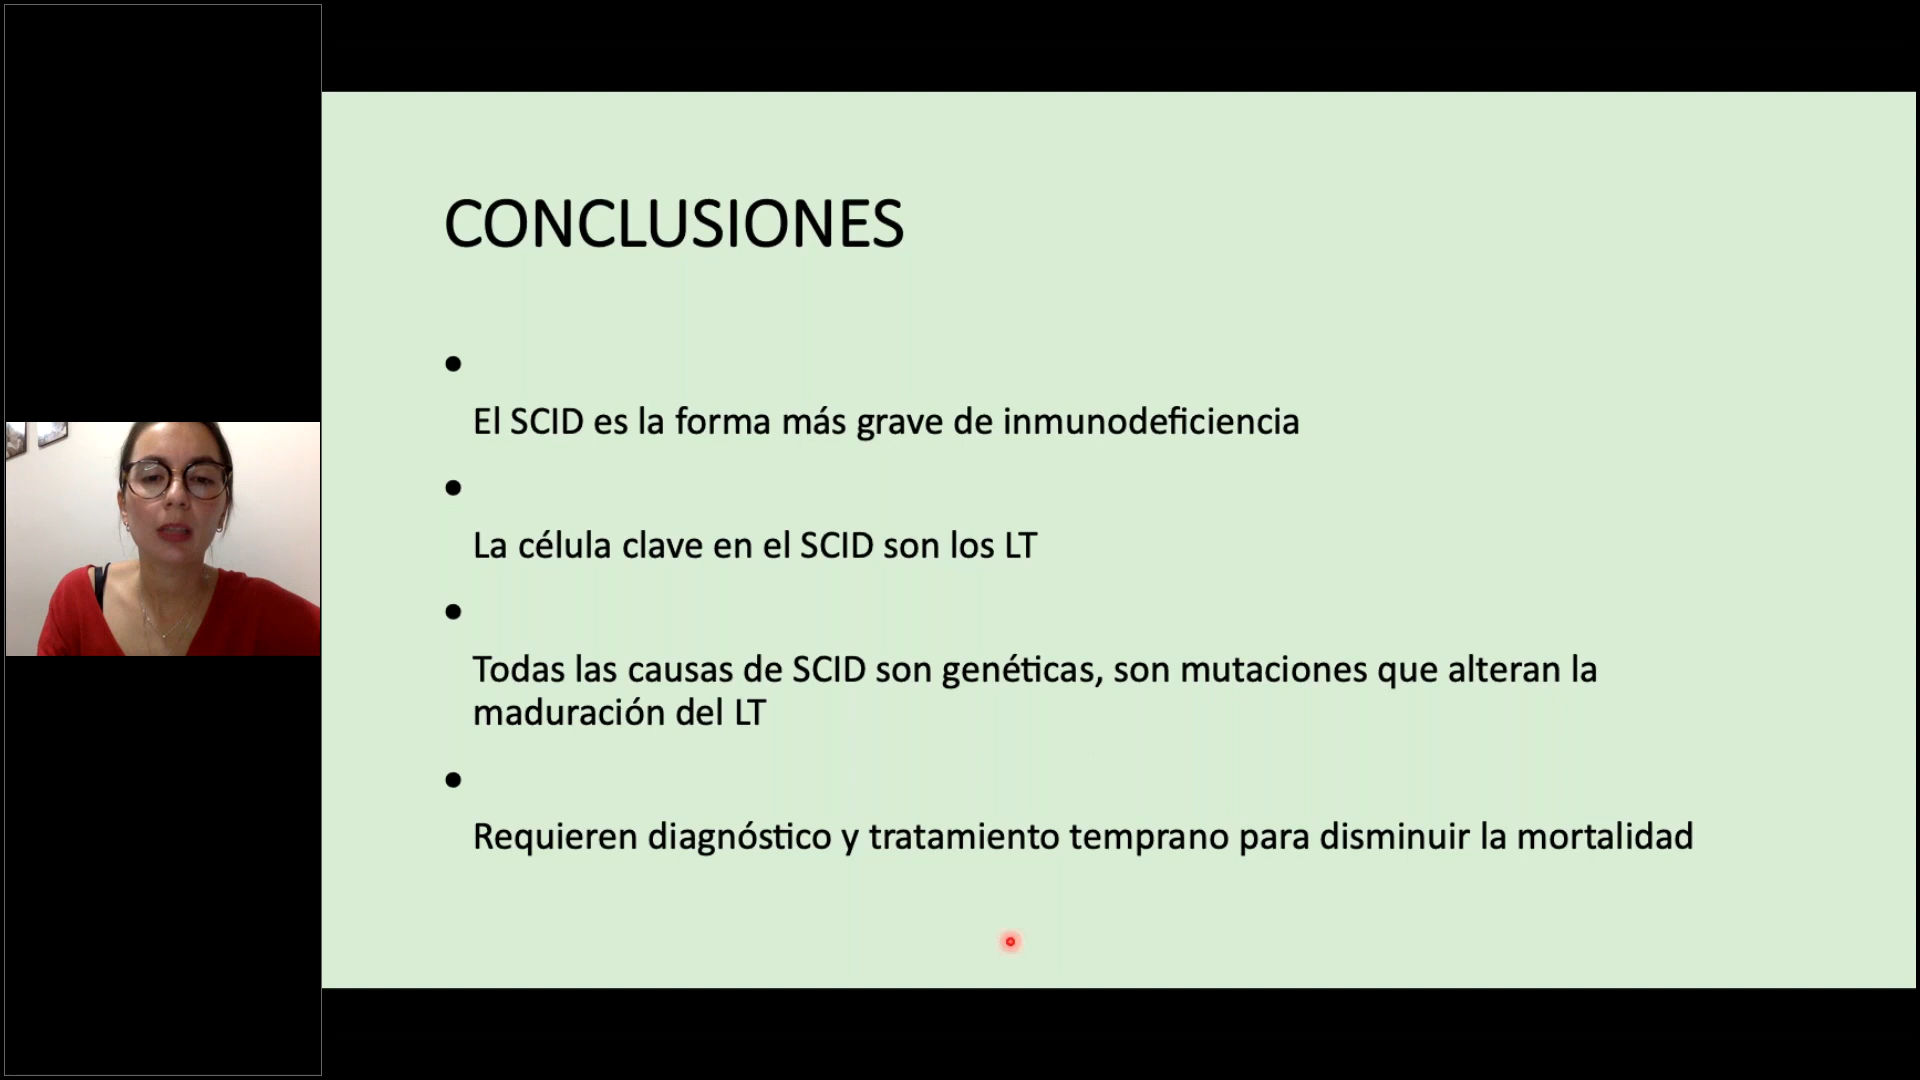 CONCLUSIONES
•
El SCID es la forma más grave de inmunodeficiencia
•
La célula clave en el SCID son los LT
•
Todas las causas de SCID son genéticas, son mutaciones que alteran la
maduración del LT
•
Requieren diagnóstico y tratamiento temprano para disminuir la mortalidad